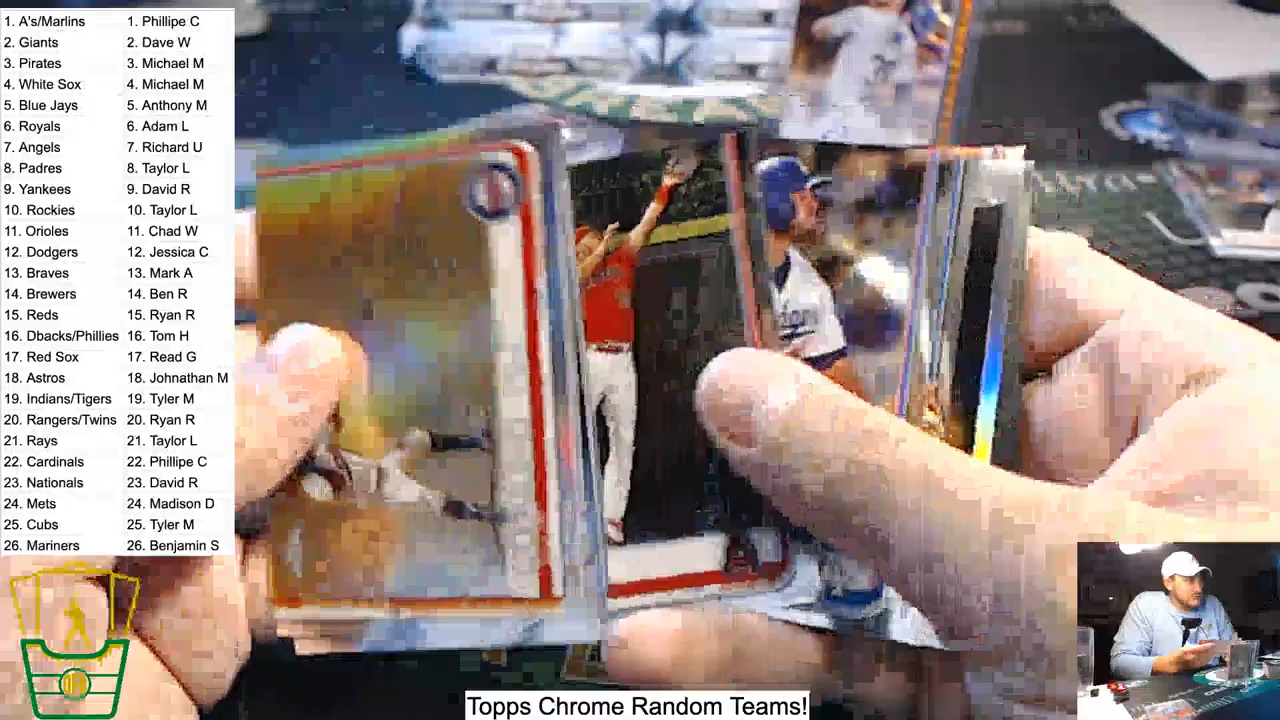 1. A's/Marlins 1. Phillipe C
2. Giants 2. Dave W
3. Pirates 3. Michael M
4. White Sox 4. Michael M
5. Blue Jays 5. Anthony M
6. Royals 6. Adam L
7. Angels 7. Richard U
8. Padres 8. Taylor L
9. Yankees 9. David R
10. Rockies 10. Taylor L
11. Orioles 11. Chad W
12. Dodgers 12. Jessica C
13. Braves 13. Mark A
14. Brewers 14. Ben R
15. Reds 15. Ryan R
16. Dbacks/Phillies 16. Tom H
17. Red Sox 17. Read G
18. Astros 18. Johnathan M
19. Indians/Tigers 19. Tyler M
20. Rangers/Twins 20. Ryan R
21. Rays 21. Taylor L
22. Cardinals 22. Phillipe C
23. Nationals 23. David R
24. Mets 24. Madison D
25. Cubs 25. Tyler M
26. Mariners 26. Benjamin S
Topps Chrome Random Teams!